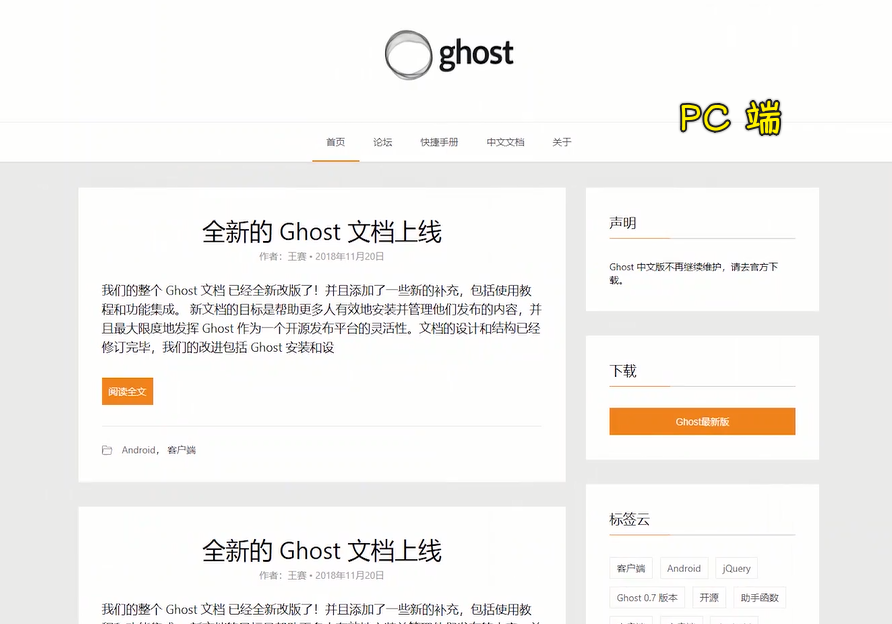 ghost
PC 端
首页 论坛 快捷手册 中文文档 关于
全新的 Ghost 文档上线
作者：王赛 • 2018年11月20日
我们的整个 Ghost 文档 已经全新改版了！并且添加了一些新的补充，包括使用教
程和功能集成。 新文档的目标是帮助更多人有效地安装并管理他们发布的内容，并
且最大限度地发挥 Ghost 作为一个开源发布平台的灵活性。文档的设计和结构已经
修订完毕，我们的改进包括 Ghost 安装和设
阅读全文
Android， 客户端
全新的 Ghost 文档上线
作者：王赛 • 2018年11月20日
我们的整个 Ghost 文档 已经全新改版了！并且添加了一些新的补充，包括使用教
声明
Ghost 中文版不再继续维护，请去官方下
载。
下载
Ghost最新版
标签云
客户端 Android jQuery
Ghost 0.7 版本 开源 助手函数